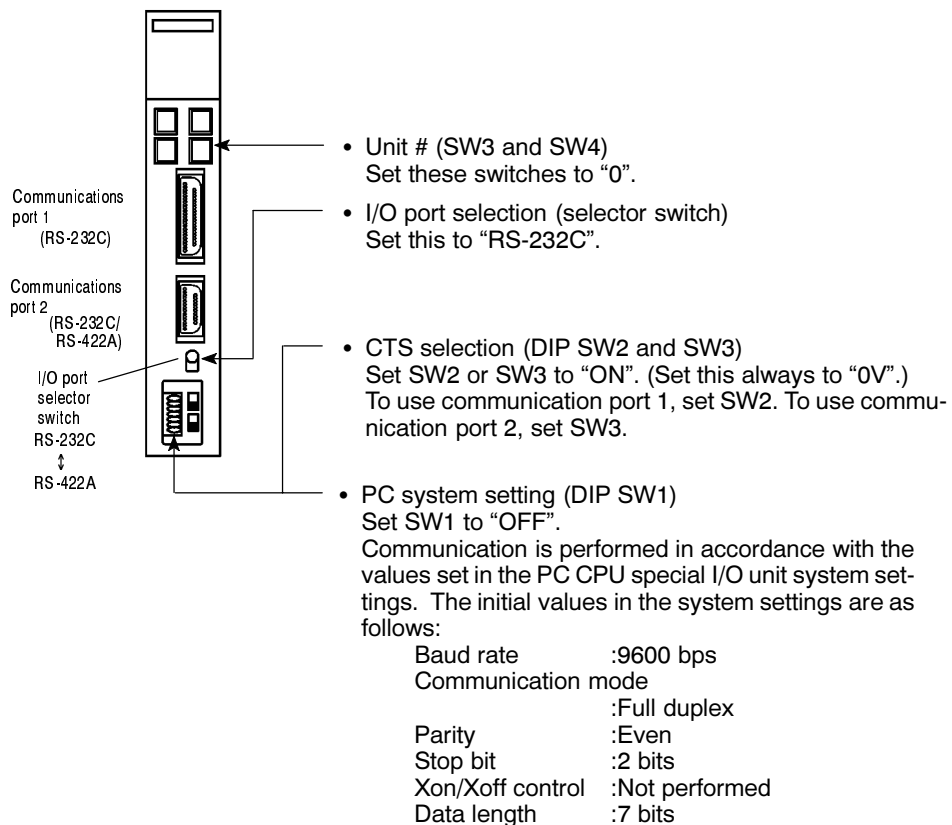 Communications
port 1
(RS-232C)
Communications
port 2
(RS-232C/
RS-422A)
I/O port
selector
switch
RS-232C
⇕
RS-422A
• Unit # (SW3 and SW4)
Set these switches to “0”.
• I/O port selection (selector switch)
Set this to “RS-232C”.
• CTS selection (DIP SW2 and SW3)
Set SW2 or SW3 to “ON”. (Set this always to “0V”.)
To use communication port 1, set SW2. To use commu-
nication port 2, set SW3.
• PC system setting (DIP SW1)
Set SW1 to “OFF”.
Communication is performed in accordance with the
values set in the PC CPU special I/O unit system set-
tings. The initial values in the system settings are as
follows:
Baud rate :9600 bps
Communication mode
:Full duplex
Parity :Even
Stop bit :2 bits
Xon/Xoff control :Not performed
Data length :7 bits